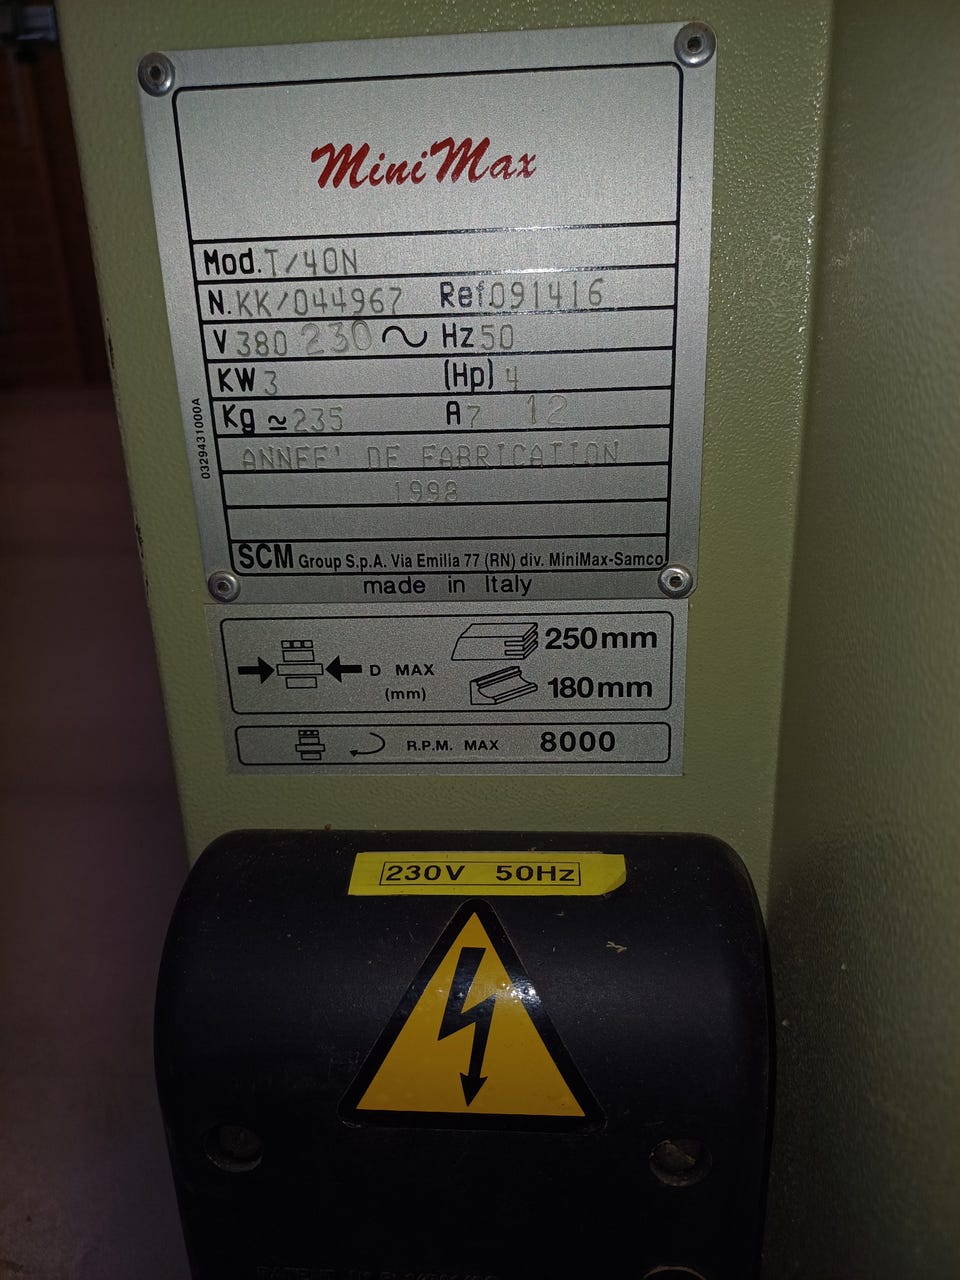 MiniMax
Mod. T/40N
N. KK/044967 Ref. 091416
V 380 230 ~ Hz 50
KW 3 (Hp) 4
Kg ≃ 235 A 7 12
ANNEE' DE FABRICATION
1998
0329431000A
SCM Group S.p.A. Via Emilia 77 (RN) div. MiniMax-Samco
made in Italy
250mm
D MAX
(mm)
180mm
R.P.M. MAX 8000
230V 50Hz